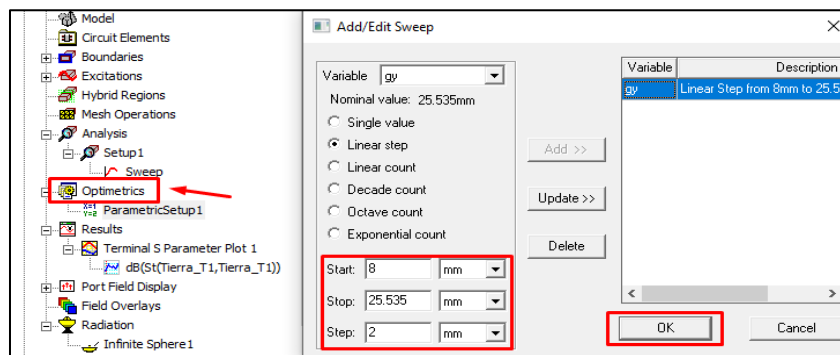 Model
Circuit Elements
Boundaries
Excitations
Hybrid Regions
Mesh Operations
Analysis
Setup1
Sweep
Optimetrics
X=1
Y=2
ParametricSetup1
Results
Terminal S Parameter Plot 1
dB(St(Tierra_T1,Tierra_T1))
Port Field Display
Field Overlays
Radiation
Infinite Sphere1
Add/Edit Sweep
Variable gy
Nominal value: 25.535mm
Single value
Linear step
Linear count
Decade count
Octave count
Exponential count
Start: 8 mm
Stop: 25.535 mm
Step: 2 mm
Add >>
Update >>
Delete
Variable Description
gy Linear Step from 8mm to 25.5
OK Cancel